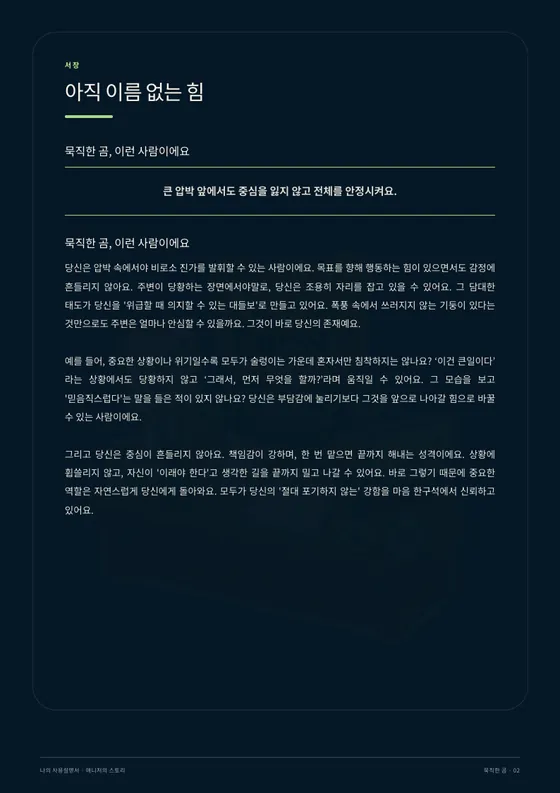 서장
아직 이름 없는 힘
묵직한 곰, 이런 사람이에요
큰 압박 앞에서도 중심을 잃지 않고 전체를 안정시켜요.
묵직한 곰, 이런 사람이에요
당신은 압박 속에서야 비로소 진가를 발휘할 수 있는 사람이에요. 목표를 향해 행동하는 힘이 있으면서도 감정에
흔들리지 않아요. 주변이 당황하는 장면에서야말로, 당신은 조용히 자리를 잡고 있을 수 있어요. 그 담대한
태도가 당신을 '위급할 때 의지할 수 있는 대들보'로 만들고 있어요. 폭풍 속에서 쓰러지지 않는 기둥이 있다는
것만으로도 주변은 얼마나 안심할 수 있을까요. 그것이 바로 당신의 존재예요.
예를 들어, 중요한 상황이나 위기일수록 모두가 술렁이는 가운데 혼자서만 침착하지는 않나요? '이건 큰일이다'
라는 상황에서도 당황하지 않고 '그래서, 먼저 무엇을 할까?'라며 움직일 수 있어요. 그 모습을 보고
'믿음직스럽다'는 말을 들은 적이 있지 않나요? 당신은 부담감에 눌리기보다 그것을 앞으로 나아갈 힘으로 바꿀
수 있는 사람이에요.
그리고 당신은 중심이 흔들리지 않아요. 책임감이 강하며, 한 번 맡으면 끝까지 해내는 성격이에요. 상황에
휩쓸리지 않고, 자신이 '이래야 한다'고 생각한 길을 끝까지 밀고 나갈 수 있어요. 바로 그렇기 때문에 중요한
역할은 자연스럽게 당신에게 돌아와요. 모두가 당신의 '절대 포기하지 않는' 강함을 마음 한구석에서 신뢰하고
있어요.
나의 사용설명서 · 매니저의 스토리
묵직한 곰 · 02